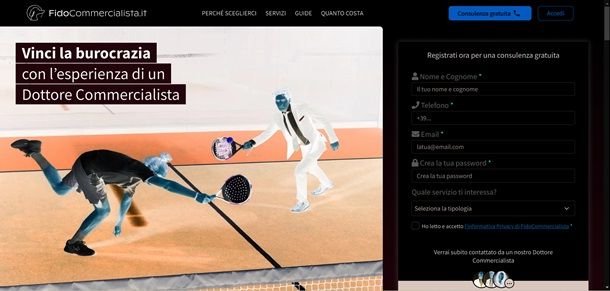 FidoCommercialista.it
PERCHÉ SCEGLIERCI
SERVIZI
GUIDE
QUANTO COSTA
Consulenza gratuita
Accedi
Vinci la burocrazia
con l'esperienza di un
Dottore Commercialista
Registrati ora per una consulenza gratuita
Nome e Cognome *
Il tuo nome e cognome
Telefono *
+39...
Email *
latua@email.com
Crea la tua password *
Crea la tua password
Quale servizio ti interessa?
Seleziona la tipologia
Ho letto e accetto l'informativa Privacy di FidoCommercialista *
Verrai subito contattato da un nostro Dottore
Commercialista